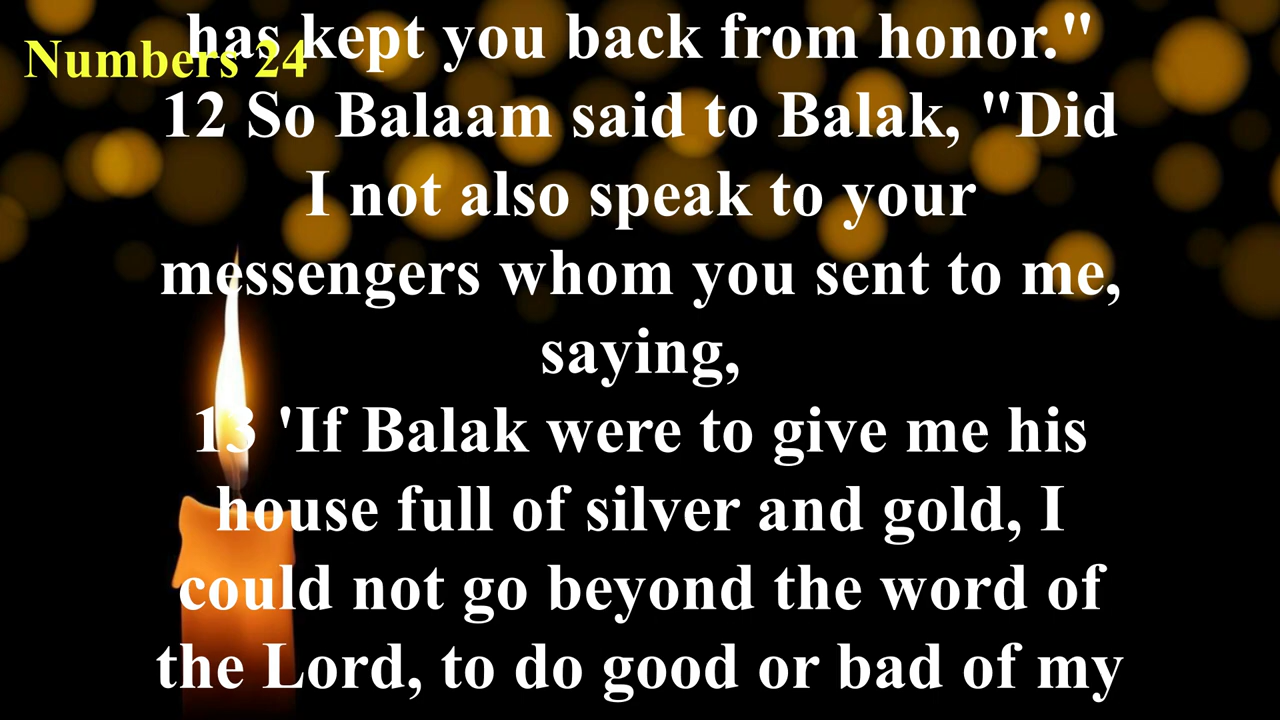 has kept you back from honor."
Numbers 24
12 So Balaam said to Balak, "Did
I not also speak to your
messengers whom you sent to me,
saying,
13 'If Balak were to give me his
house full of silver and gold, I
could not go beyond the word of
the Lord, to do good or bad of my